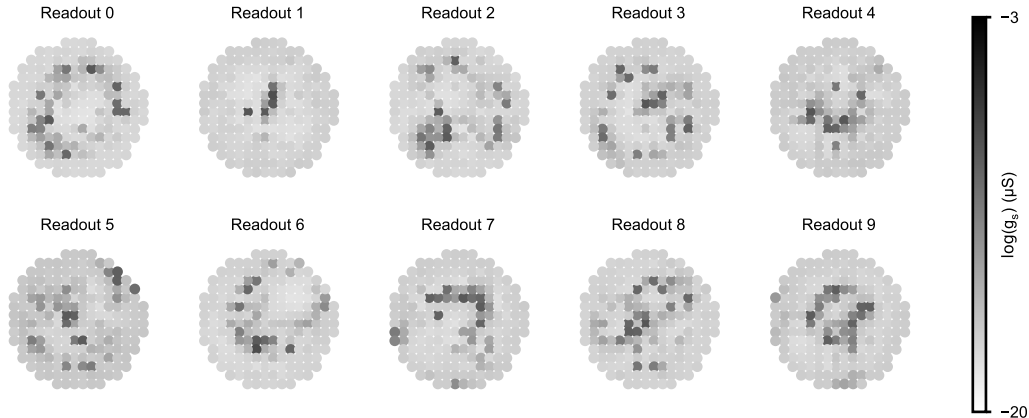 Readout 0
Readout 1
Readout 2
Readout 3
Readout 4
Readout 5
Readout 6
Readout 7
Readout 8
Readout 9
−3
log(gₛ) (µS)
−20